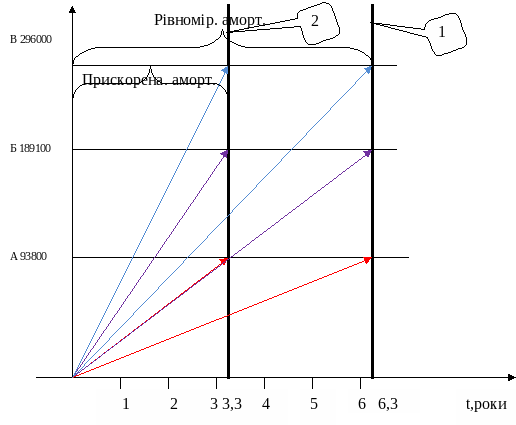 Рівномір. аморт.
2
1
В 296000
Прискорена. аморт.
Б 189100
А 93800
1 2 3 3,3 4 5 6 6,3 t,роки